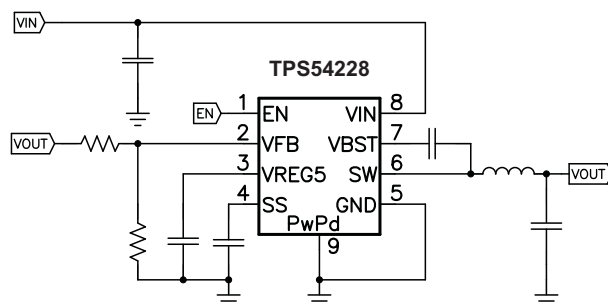 VIN
TPS54228
EN
1 EN VIN 8
VOUT
2 VFB VBST 7
3 VREG5 SW 6
VOUT
4 SS GND 5
PwPd
9